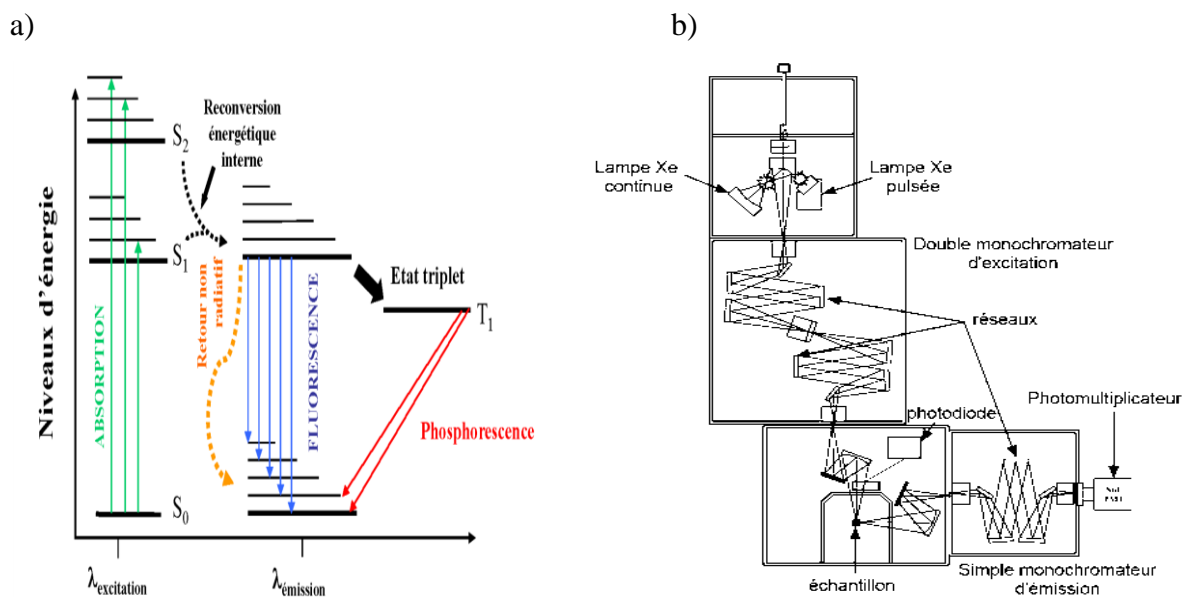 a)
b)
Niveaux d'énergie
S2
S1
S0
ABSORPTION
Reconversion
énergétique
interne
Retour non
radiatif
FLUORESCENCE
Etat triplet
T1
Phosphorescence
λexcitation
λémission
Lampe Xe
continue
Lampe Xe
pulsée
Double monochromateur
d'excitation
réseaux
Photomultiplicateur
photodiode
échantillon
Simple monochromateur
d'émission